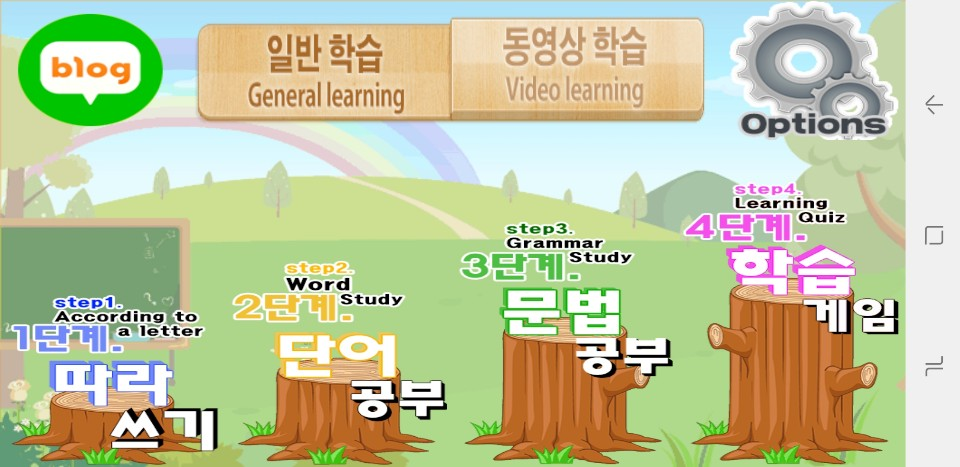 blog
일반 학습
General learning
동영상 학습
Video learning
Options
step1.
According to
a letter
1단계.
따라
쓰기
step2.
Word
Study
2단계.
단어
공부
step3.
Grammar
Study
3단계.
문법
공부
step4.
Learning
Quiz
4단계.
학습
게임